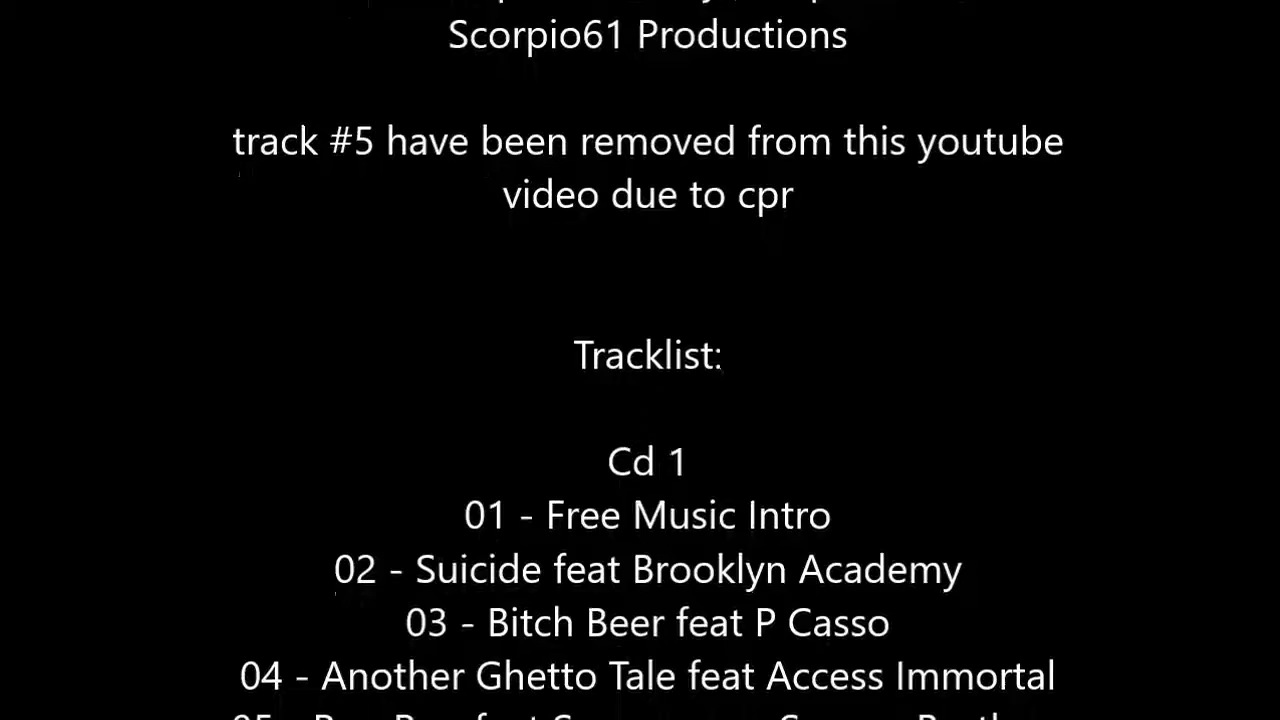 Scorpio61 Productions
track #5 have been removed from this youtube
video due to cpr
Tracklist:
Cd 1
01 - Free Music Intro
02 - Suicide feat Brooklyn Academy
03 - Bitch Beer feat P Casso
04 - Another Ghetto Tale feat Access Immortal